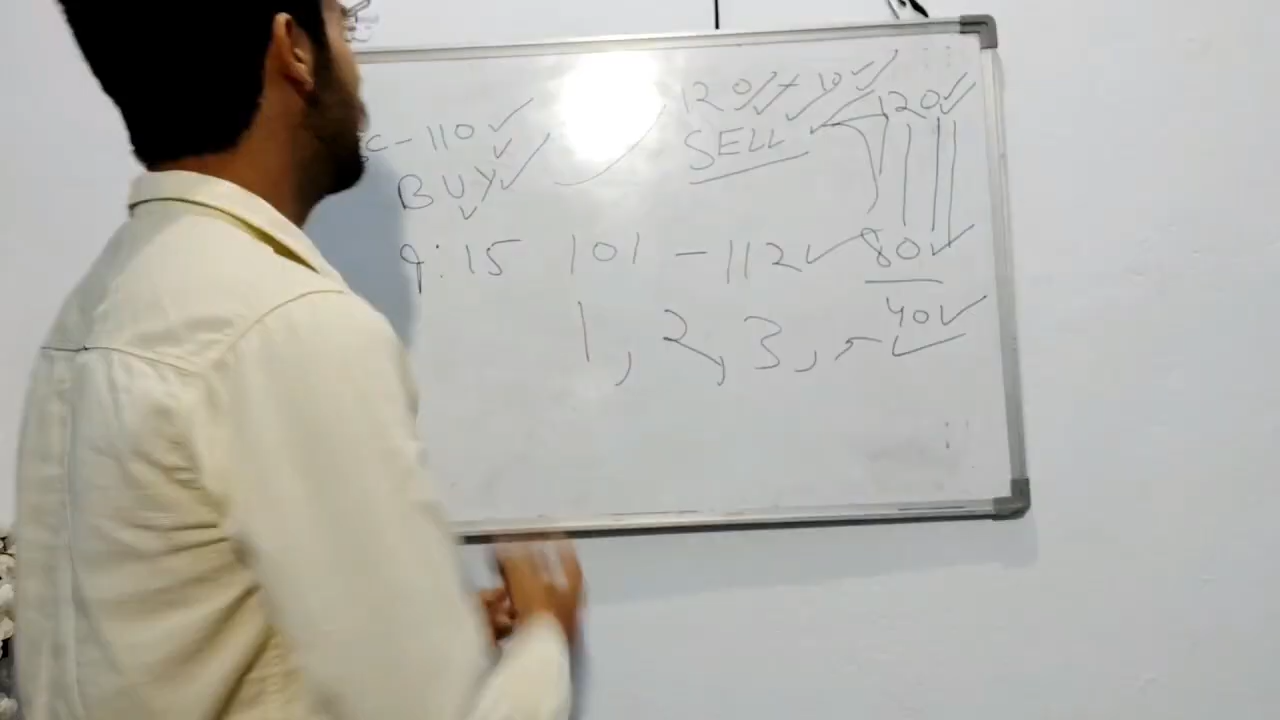 120 + 10
120
C - 110
SELL
BUY
9:15 101 - 112 80
40
1, 2, 3,